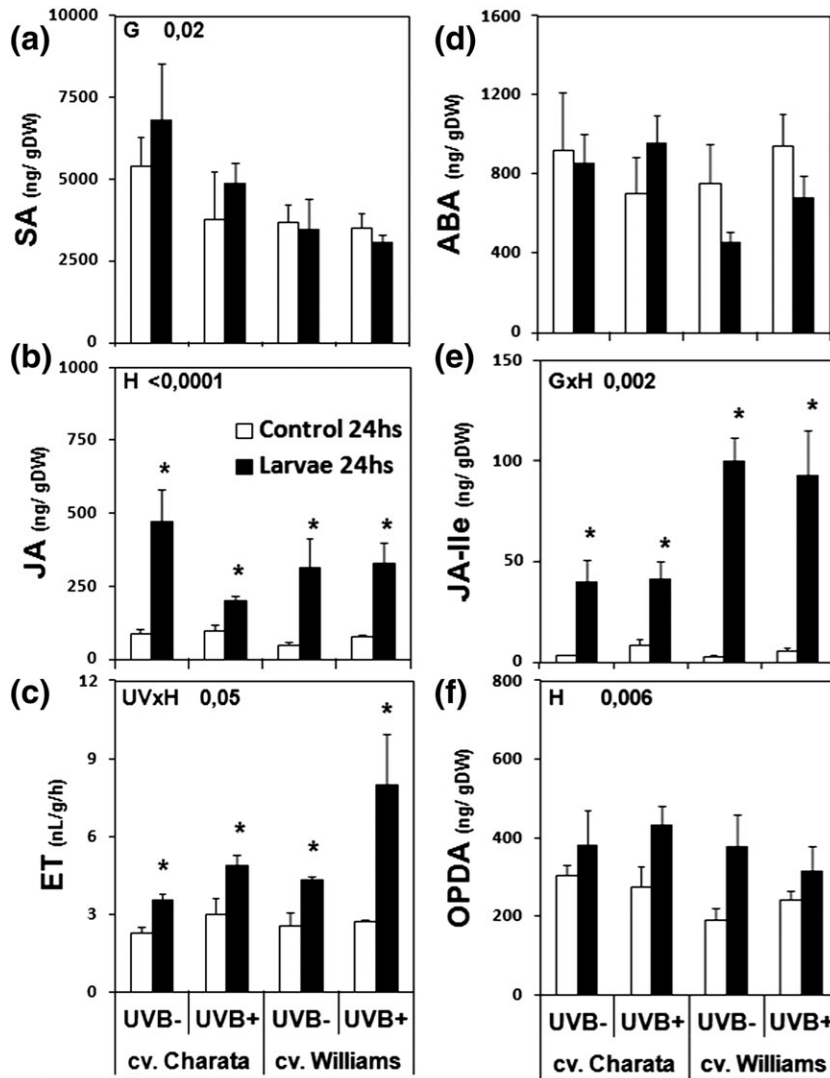 (a)
G 0,02
10000
7500
5000
2500
0
SA (ng/ gDW)
(d)
1600
1200
800
400
0
ABA (ng/ gDW)
(b)
H <0,0001
1000
750
500
250
0
JA (ng/ gDW)
Control 24hs
Larvae 24hs
* * * *
(e)
GxH 0,002
150
100
50
0
JA-Ile (ng/ gDW)
* * * *
(c)
UVxH 0,05
12
9
6
3
0
ET (nL/g/h)
* * * *
UVB- UVB+ UVB- UVB+
cv. Charata cv. Williams
(f)
H 0,006
800
600
400
200
0
OPDA (ng/ gDW)
UVB- UVB+ UVB- UVB+
cv. Charata cv. Williams